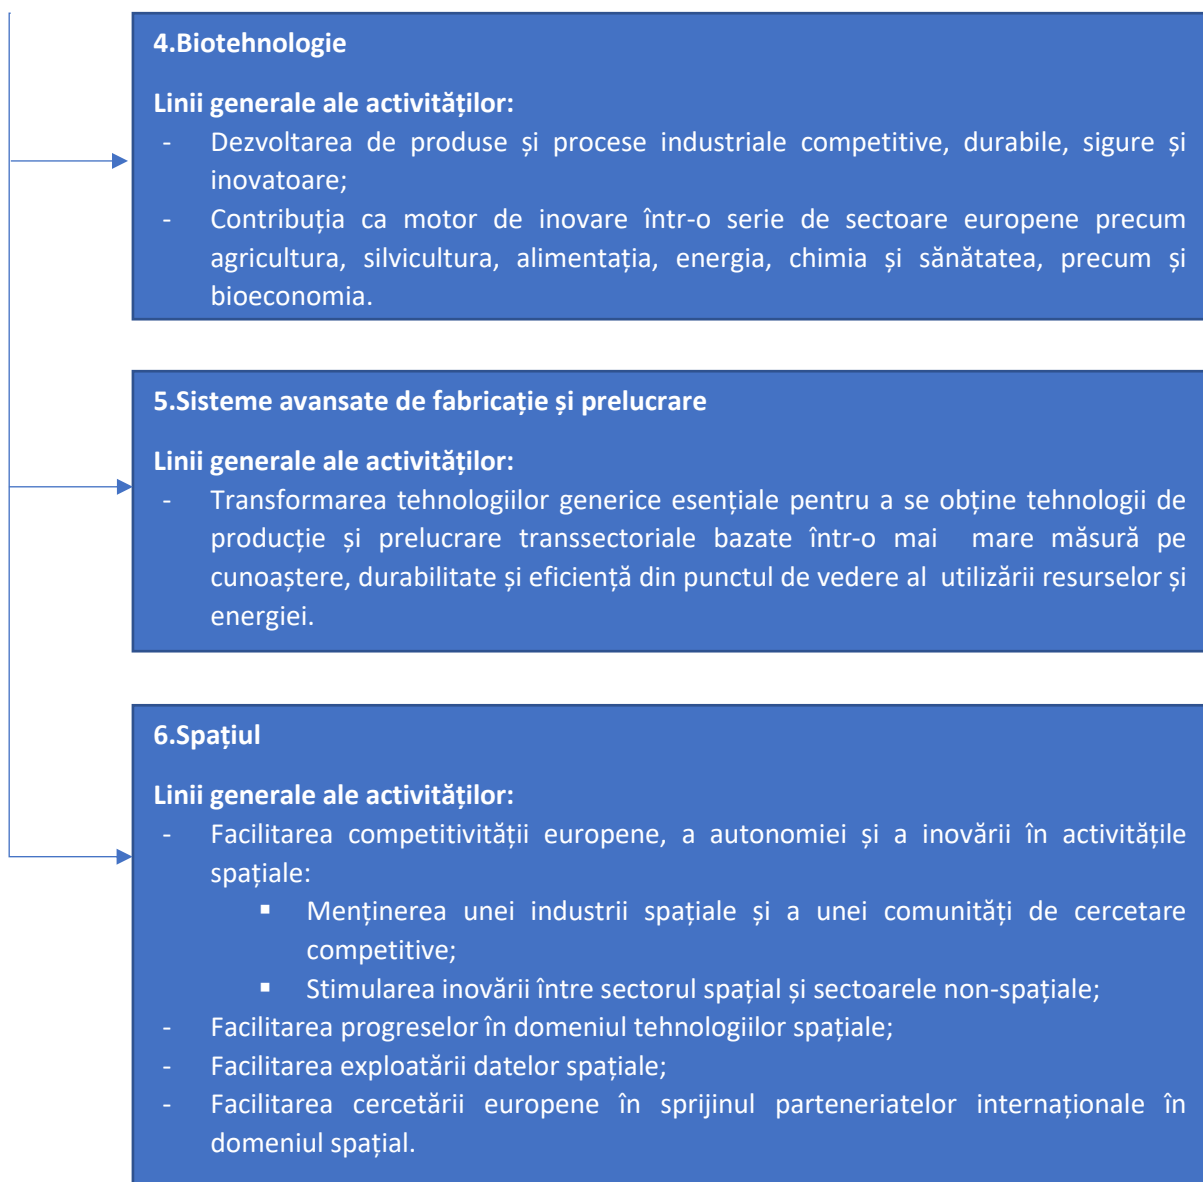 4.Biotehnologie
Linii generale ale activităților:
- Dezvoltarea de produse și procese industriale competitive, durabile, sigure și
inovatoare;
- Contribuția ca motor de inovare într-o serie de sectoare europene precum
agricultura, silvicultura, alimentația, energia, chimia și sănătatea, precum și
bioeconomia.
5.Sisteme avansate de fabricație și prelucrare
Linii generale ale activităților:
- Transformarea tehnologiilor generice esențiale pentru a se obține tehnologii de
producție și prelucrare transsectoriale bazate într-o mai mare măsură pe
cunoaștere, durabilitate și eficiență din punctul de vedere al utilizării resurselor și
energiei.
6.Spațiul
Linii generale ale activităților:
- Facilitarea competitivității europene, a autonomiei și a inovării în activitățile
spațiale:
▪ Menținerea unei industrii spațiale și a unei comunități de cercetare
competitive;
▪ Stimularea inovării între sectorul spațial și sectoarele non-spațiale;
- Facilitarea progreselor în domeniul tehnologiilor spațiale;
- Facilitarea exploatării datelor spațiale;
- Facilitarea cercetării europene în sprijinul parteneriatelor internaționale în
domeniul spațial.